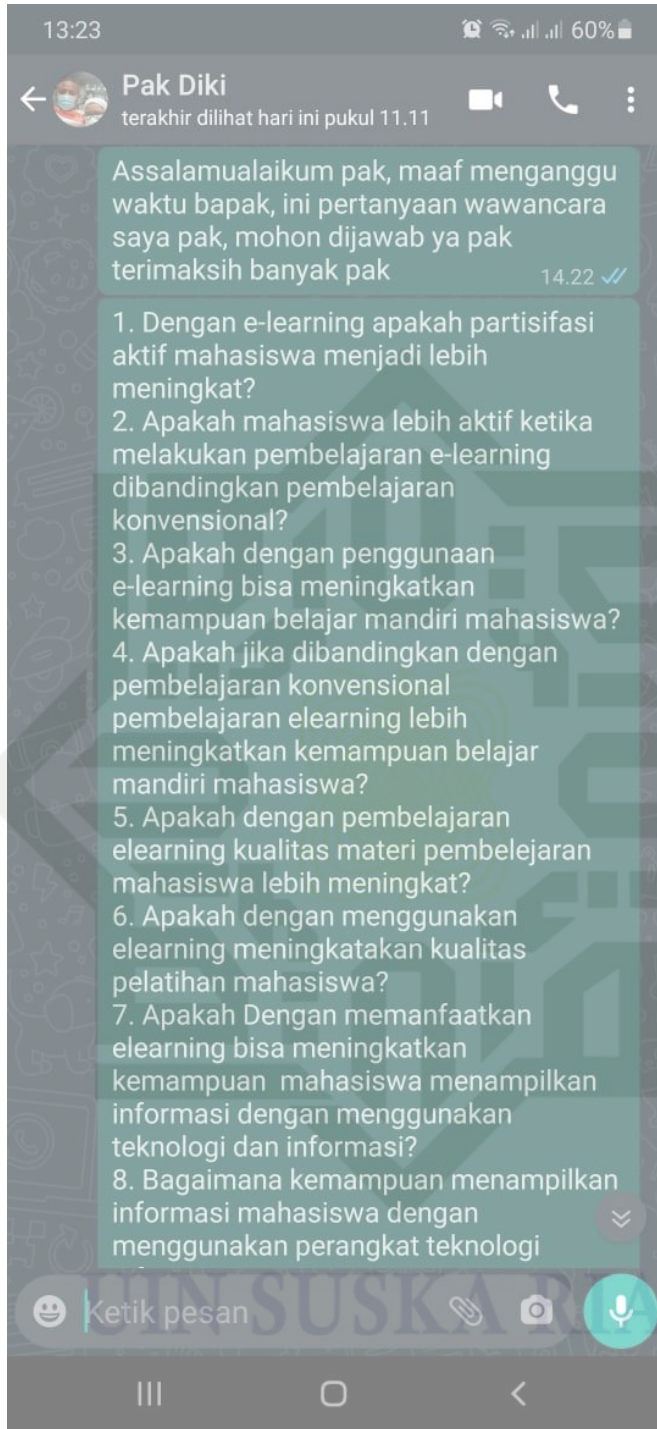 13:23 60%
Pak Diki
terakhir dilihat hari ini pukul 11.11
Assalamualaikum pak, maaf menganggu
waktu bapak, ini pertanyaan wawancara
saya pak, mohon dijawab ya pak
terimaksih banyak pak 14.22
1. Dengan e-learning apakah partisifasi
aktif mahasiswa menjadi lebih
meningkat?
2. Apakah mahasiswa lebih aktif ketika
melakukan pembelajaran e-learning
dibandingkan pembelajaran
konvensional?
3. Apakah dengan penggunaan
e-learning bisa meningkatkan
kemampuan belajar mandiri mahasiswa?
4. Apakah jika dibandingkan dengan
pembelajaran konvensional
pembelajaran elearning lebih
meningkatkan kemampuan belajar
mandiri mahasiswa?
5. Apakah dengan pembelajaran
elearning kualitas materi pembelejaran
mahasiswa lebih meningkat?
6. Apakah dengan menggunakan
elearning meningkatakan kualitas
pelatihan mahasiswa?
7. Apakah Dengan memanfaatkan
elearning bisa meningkatkan
kemampuan mahasiswa menampilkan
informasi dengan menggunakan
teknologi dan informasi?
8. Bagaimana kemampuan menampilkan
informasi mahasiswa dengan
menggunakan perangkat teknologi
Ketik pesan
UIN SUSKA RIA